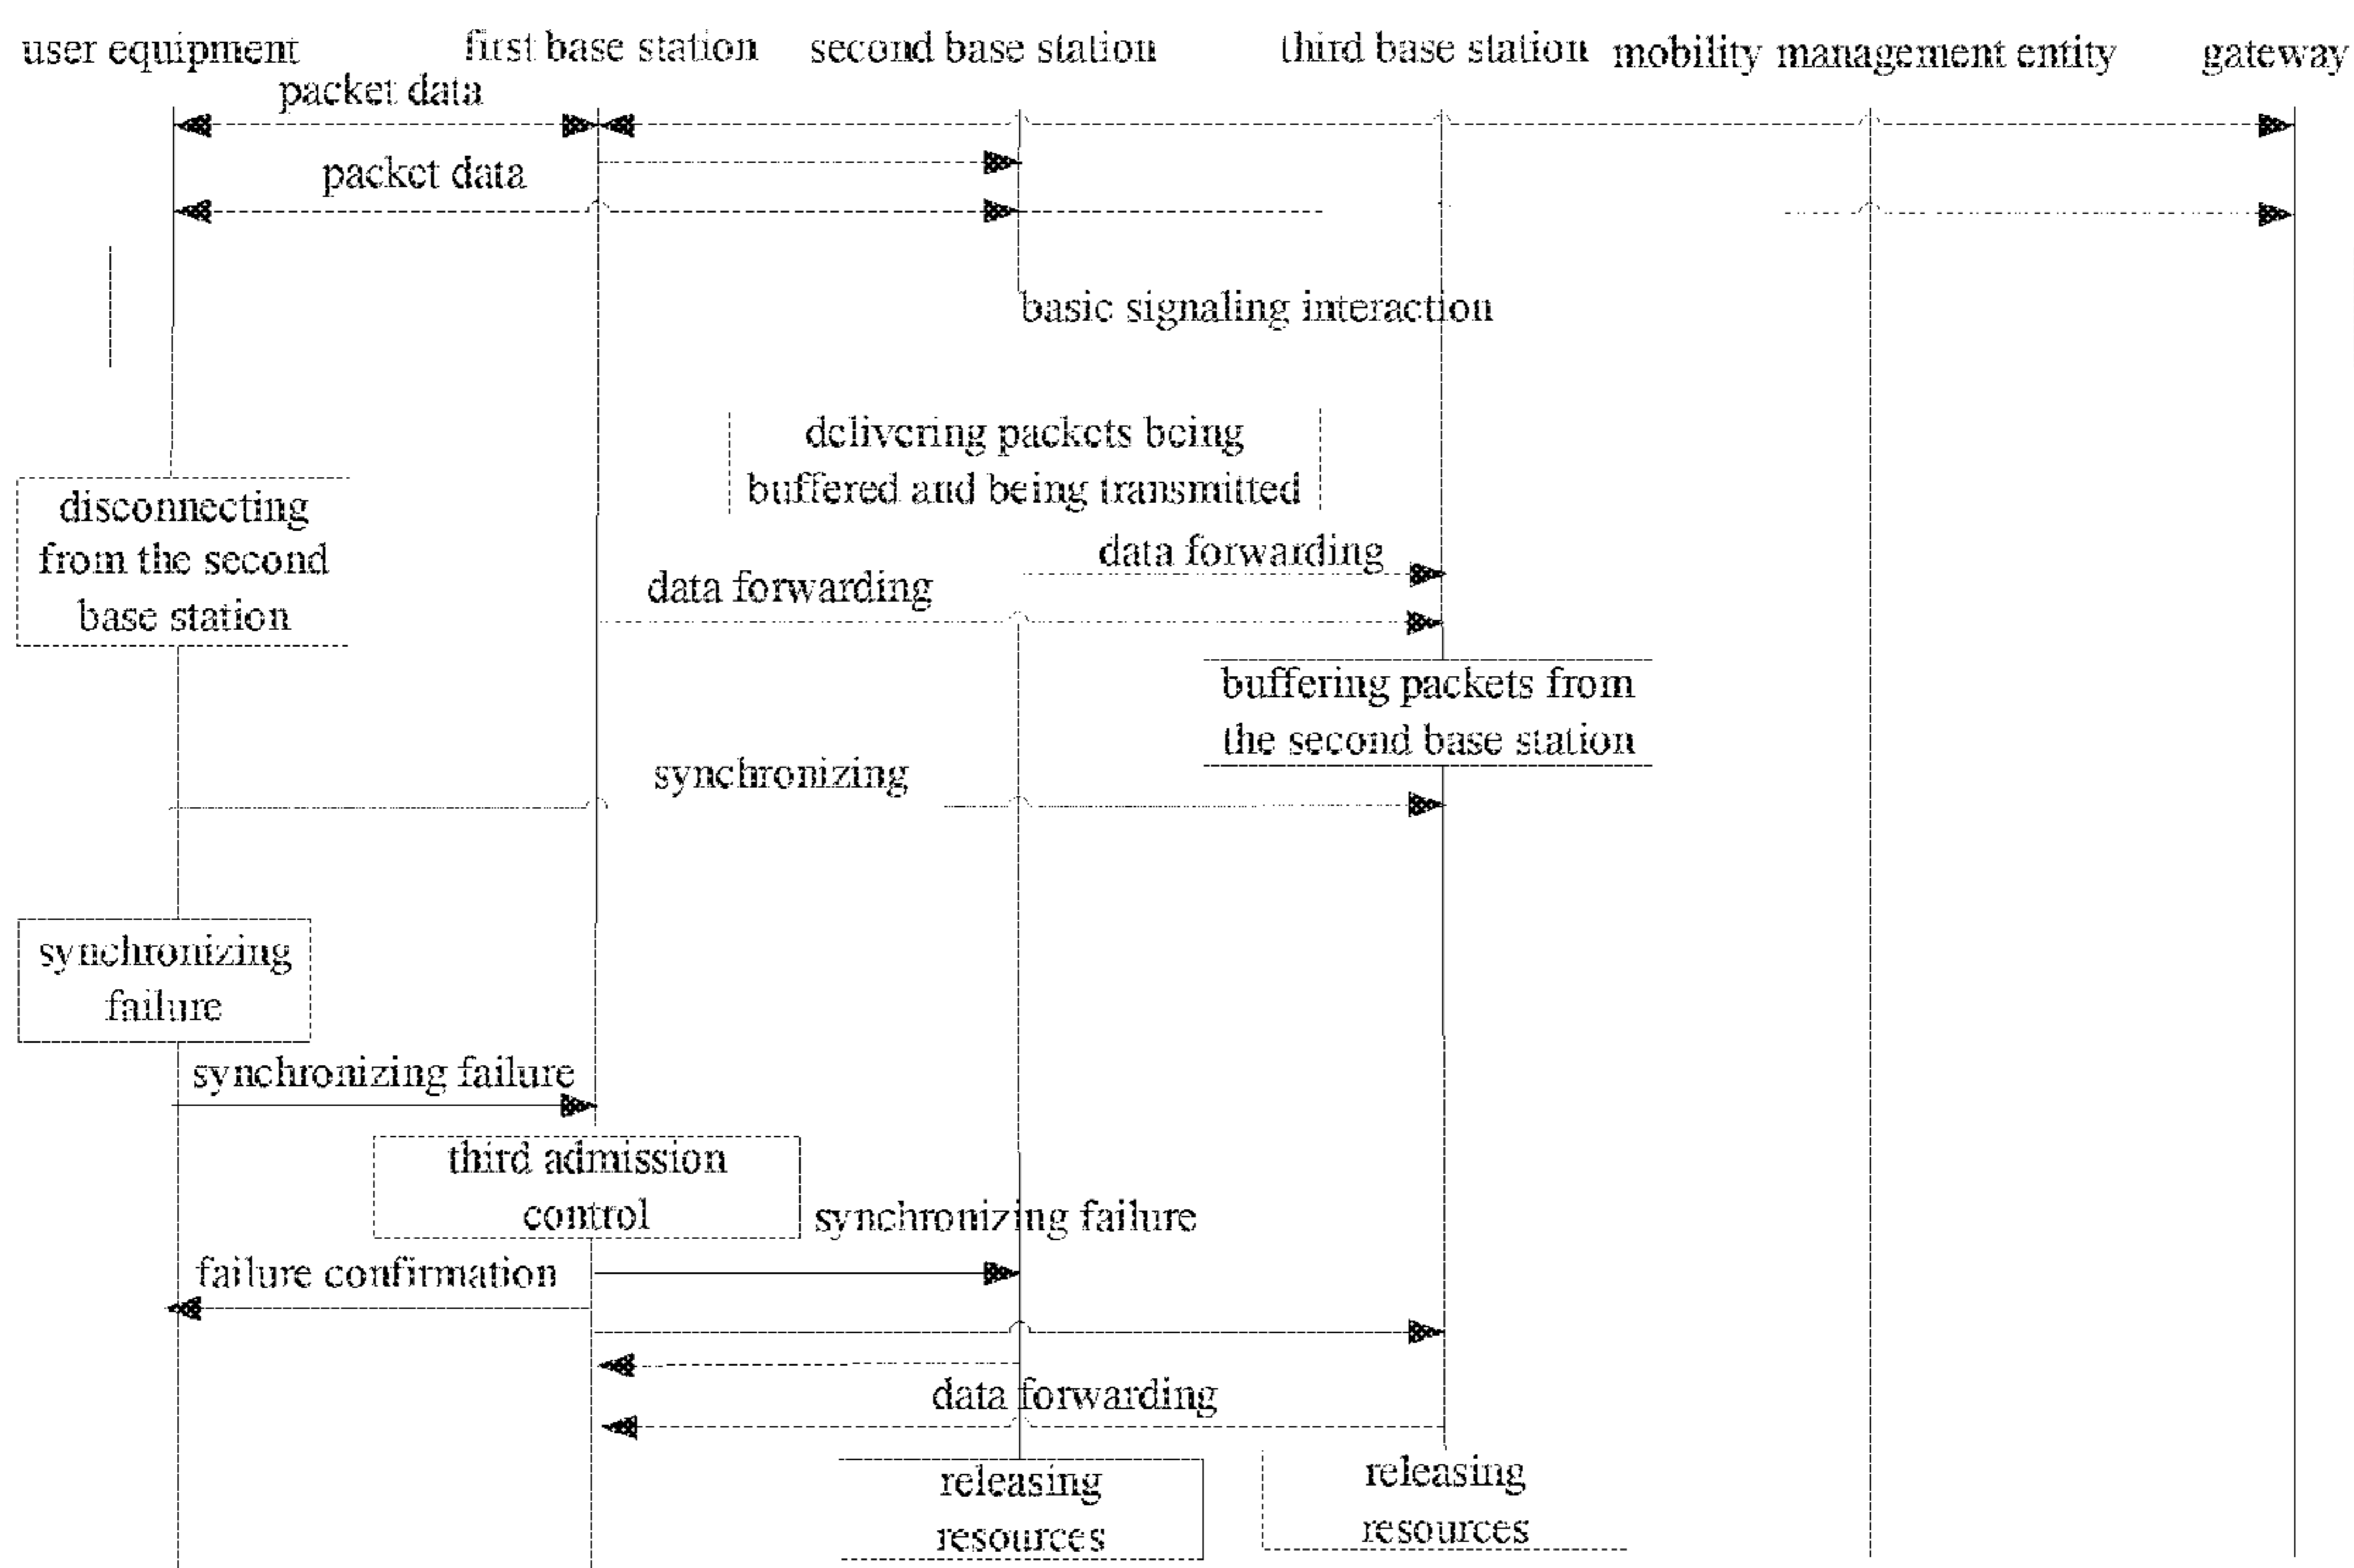 user equipment
first base station
second base station
third base station
mobility management entity
gateway
packet data
packet data
basic signaling interaction
delivering packets being
buffered and being transmitted
disconnecting
from the second
base station
data forwarding
data forwarding
buffering packets from
the second base station
synchronizing
synchronizing
failure
synchronizing failure
third admission
control
synchronizing failure
failure confirmation
data forwarding
releasing
resources
releasing
resources